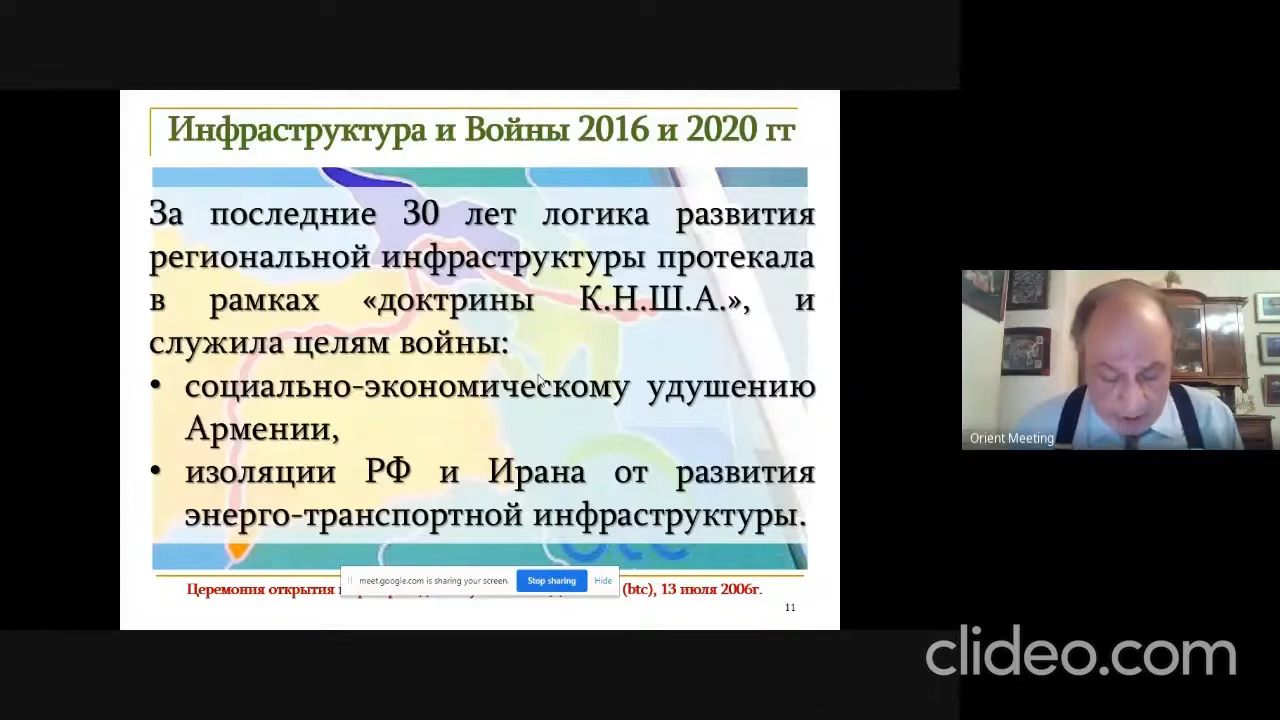 Инфраструктура и Войны 2016 и 2020 гг
За последние 30 лет логика развития
региональной инфраструктуры протекала
в рамках «доктрины К.Н.Ш.А.», и
служила целям войны:
• социально-экономическому удушению
Армении,
• изоляции РФ и Ирана от развития
энерго-транспортной инфраструктуры.
meet.google.com is sharing your screen. Stop sharing Hide
Церемония открытия (btc), 13 июля 2006г.
11
Orient Meeting
clideo.com